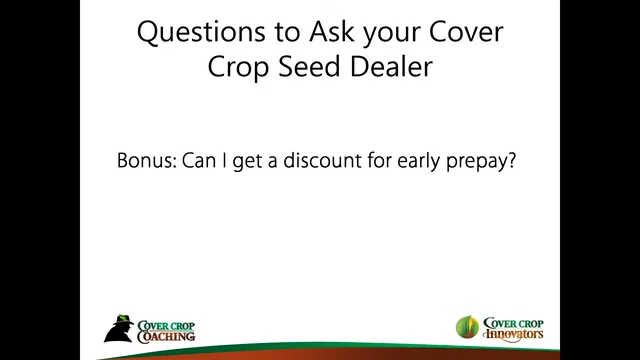 Questions to Ask your Cover
Crop Seed Dealer
Bonus: Can I get a discount for early prepay?
COVER CROP
COACHING
COVER CROP
INNOVATORS